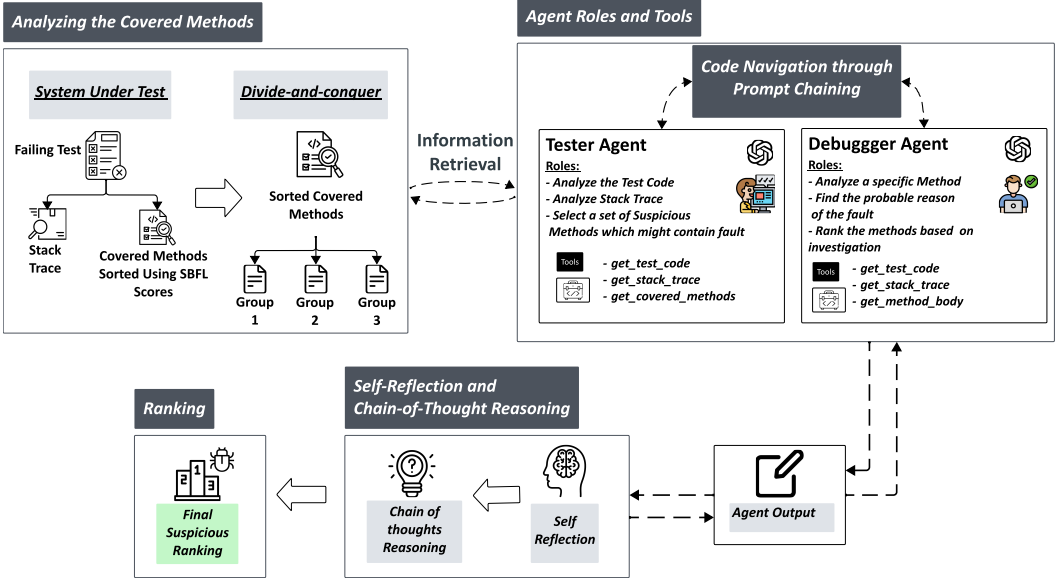 Analyzing the Covered Methods
System Under Test
Failing Test
Stack
Trace
Covered Methods
Sorted Using SBFL
Scores
Divide-and-conquer
Sorted Covered
Methods
Group
1
Group
2
Group
3
Information
Retrieval
Agent Roles and Tools
Code Navigation through
Prompt Chaining
Tester Agent
Roles:
- Analyze the Test Code
- Analyze Stack Trace
- Select a set of Suspicious
Methods which might contain fault
Tools
- get_test_code
- get_stack_trace
- get_covered_methods
Debuggger Agent
Roles:
- Analyze a specific Method
- Find the probable reason
of the fault
- Rank the methods based on
investigation
Tools
- get_test_code
- get_stack_trace
- get_method_body
Ranking
1
2
3
Final
Suspicious
Ranking
Self-Reflection and
Chain-of-Thought Reasoning
Chain of
thoughts
Reasoning
Self
Reflection
Agent Output